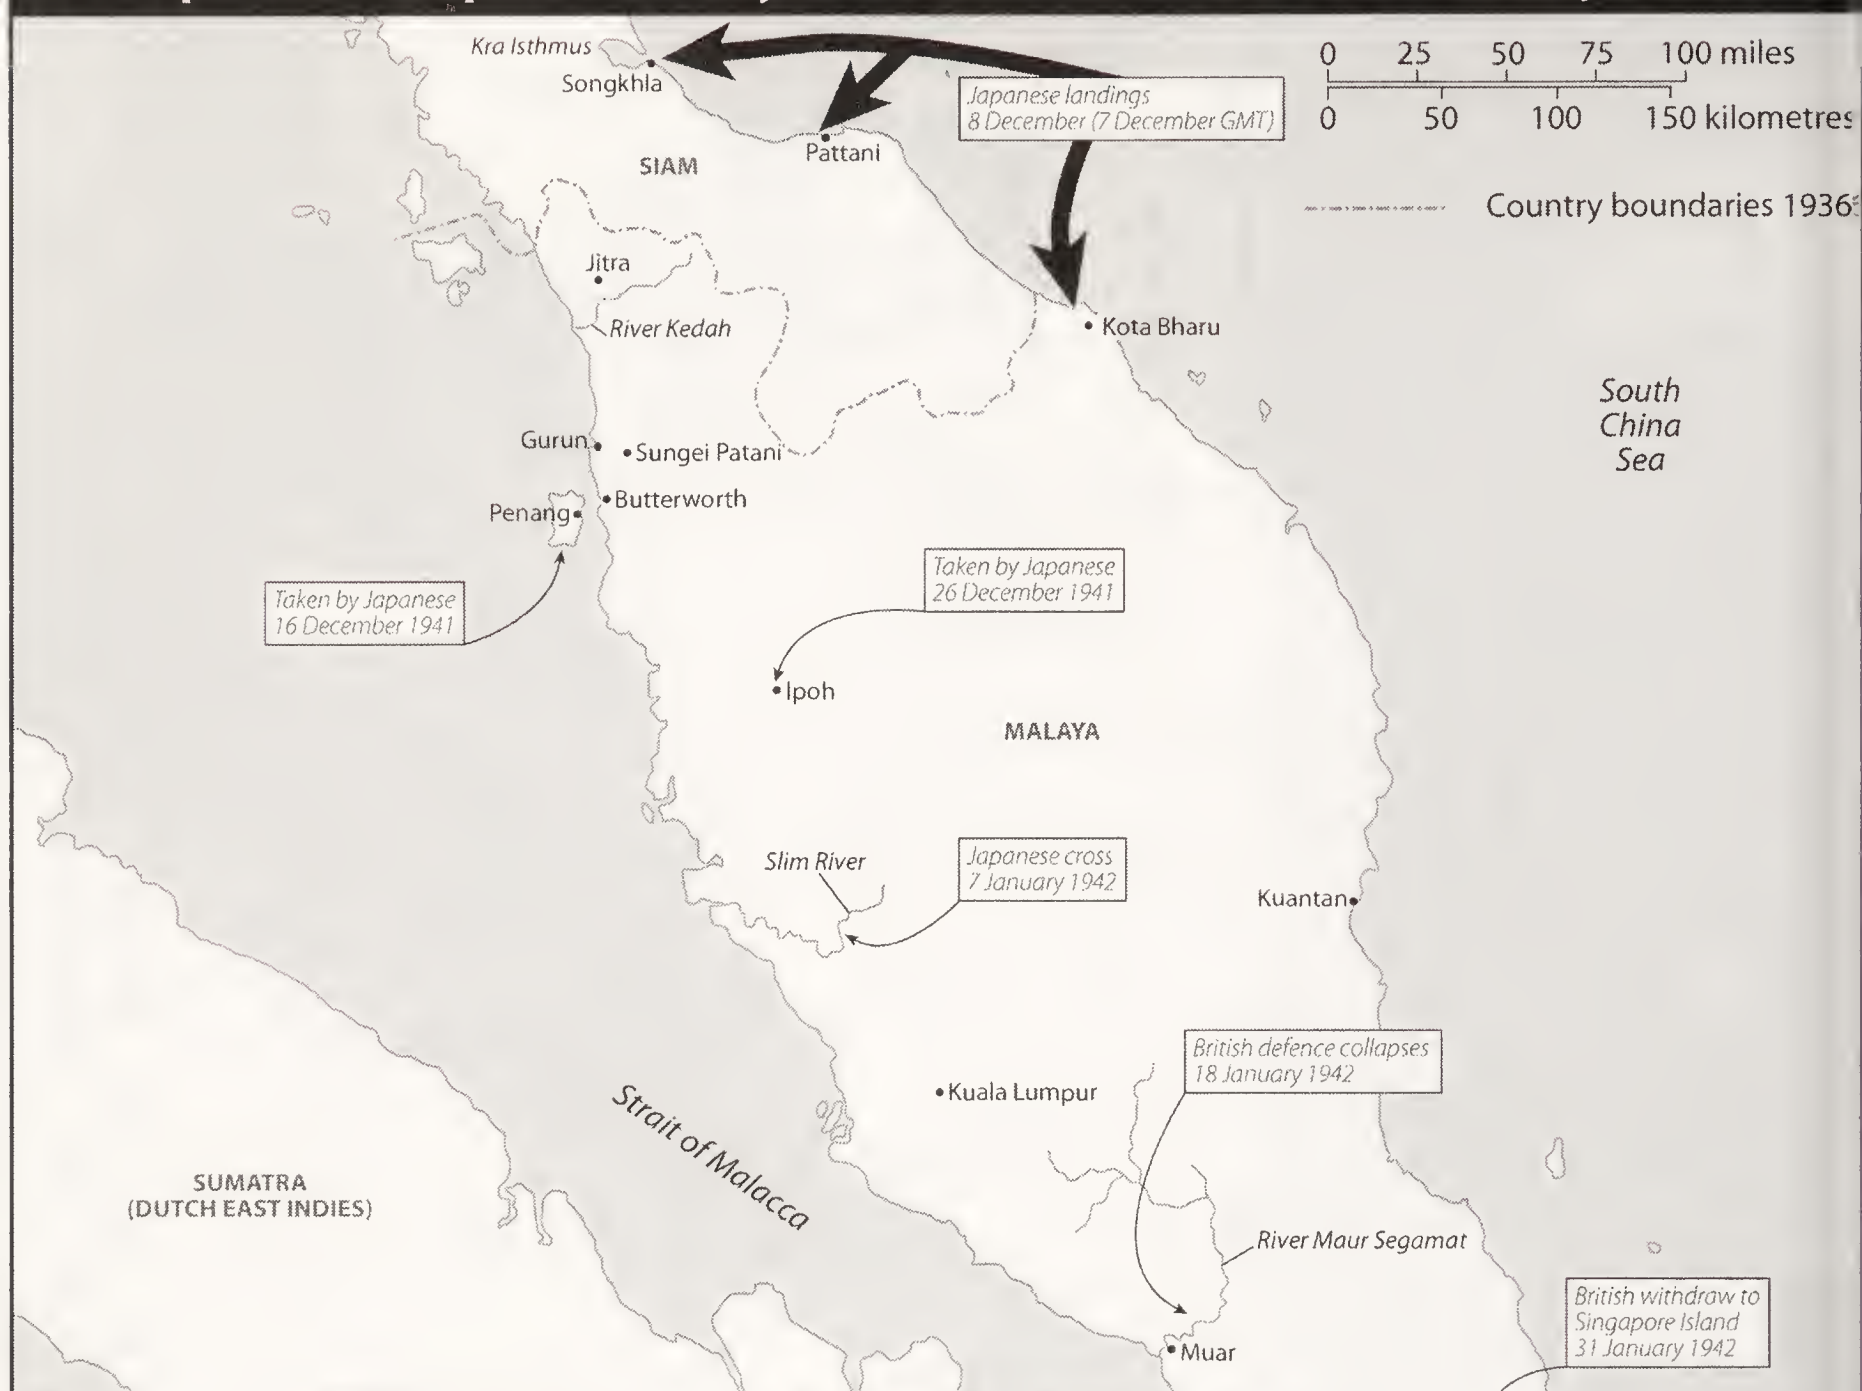 Kra Isthmus
Songkhla
0 25 50 75 100 miles
0 50 100 150 kilometres
Japanese landings
8 December (7 December GMT)
Pattani
SIAM
Country boundaries 1936
Jitra
River Kedah
Kota Bharu
South
China
Sea
Gurun
Sungei Patani
Butterworth
Penang
Taken by Japanese
16 December 1941
Taken by Japanese
26 December 1941
Ipoh
MALAYA
Slim River
Japanese cross
7 January 1942
Kuantan
British defence collapses
18 January 1942
Kuala Lumpur
Strait of Malacca
SUMATRA
(DUTCH EAST INDIES)
River Maur Segamat
British withdraw to
Singapore Island
31 January 1942
Muar